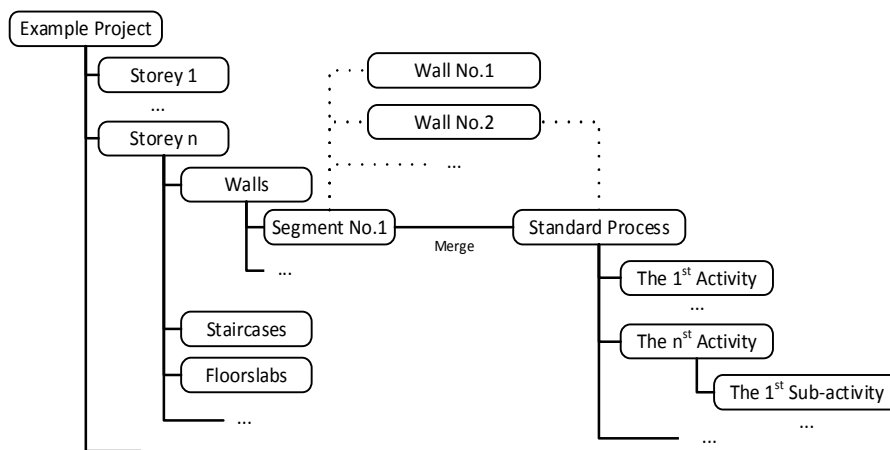 Example Project
Storey 1
...
Storey n
Walls
Segment No.1
...
Staircases
Floorslabs
...
Wall No.1
Wall No.2
...
Merge
Standard Process
The 1st Activity
...
The nst Activity
The 1st Sub-activity
...
...